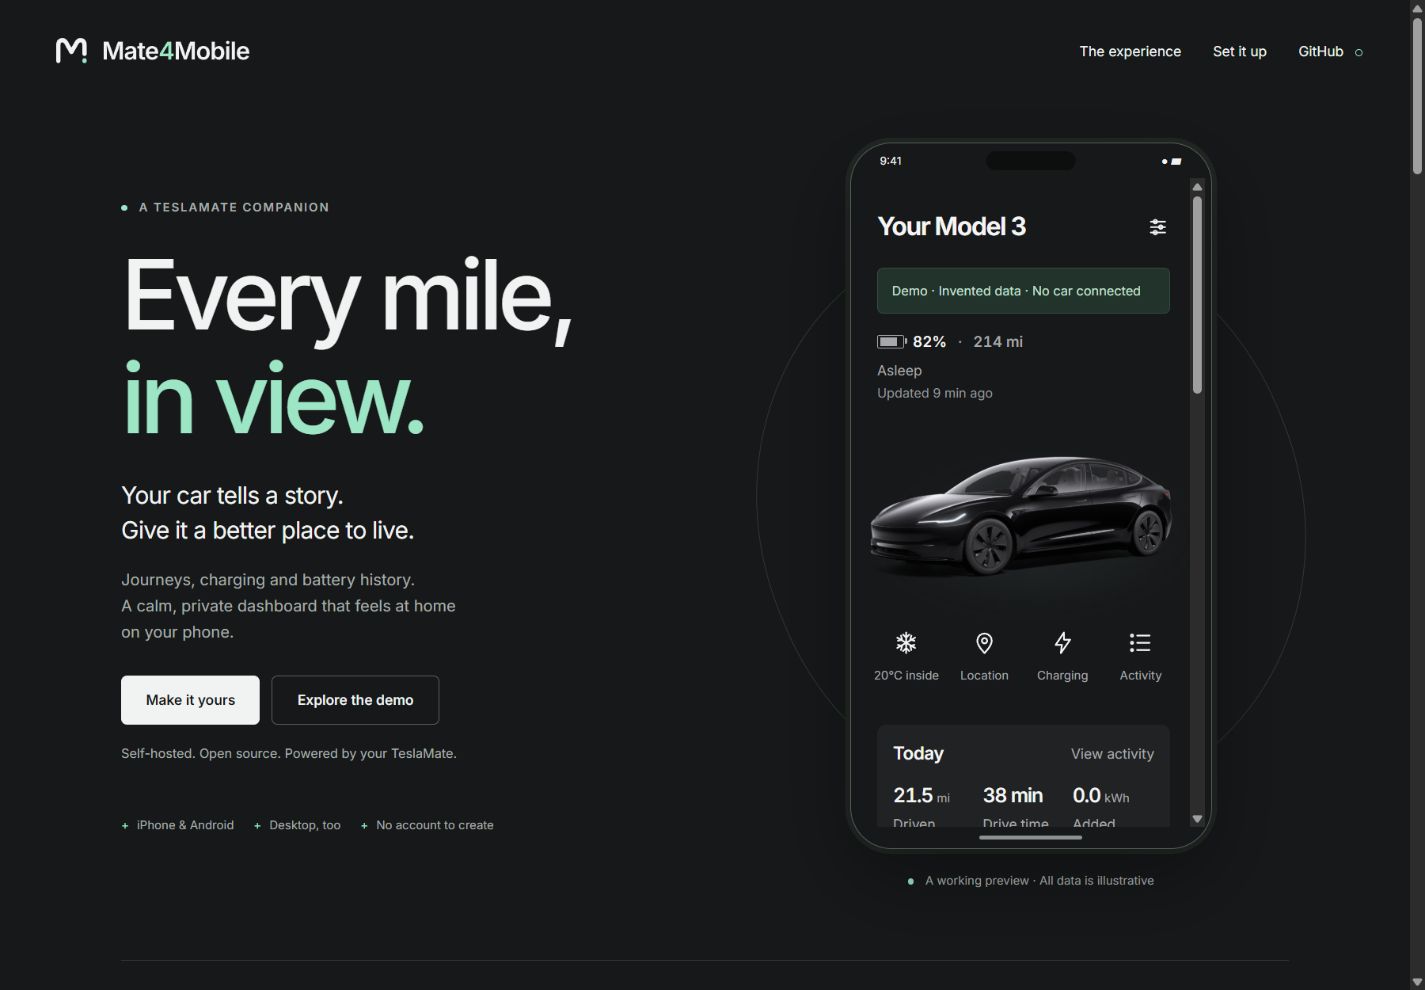 Mate4Mobile
The experience
Set it up
GitHub
A TESLAMATE COMPANION
Every mile,
in view.
Your car tells a story.
Give it a better place to live.
Journeys, charging and battery history.
A calm, private dashboard that feels at home
on your phone.
Make it yours
Explore the demo
Self-hosted. Open source. Powered by your TeslaMate.
+ iPhone & Android + Desktop, too + No account to create
9:41
Your Model 3
Demo · Invented data · No car connected
82% · 214 mi
Asleep
Updated 9 min ago
20°C inside
Location
Charging
Activity
Today
View activity
21.5 mi
38 min
0.0 kWh
Driven
Drive time
Added
A working preview · All data is illustrative